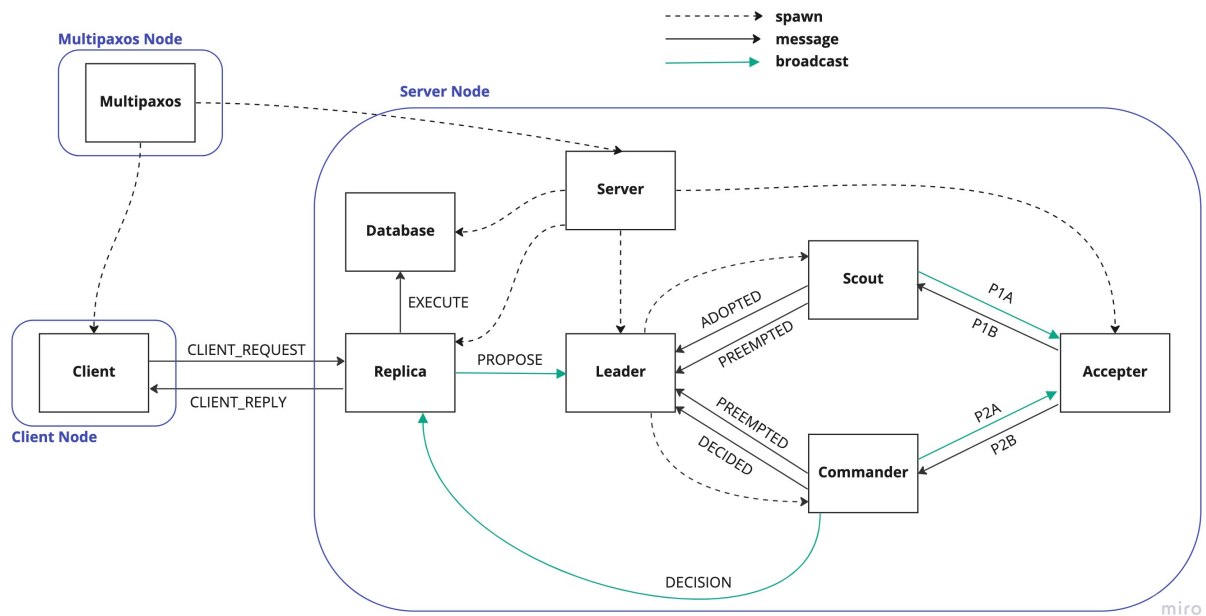 spawn
message
broadcast
Multipaxos Node
Multipaxos
Server Node
Server
Database
Scout
EXECUTE
ADOPTED
PREEMPTED
P1A
P1B
Client
CLIENT_REQUEST
CLIENT_REPLY
Client Node
Replica
PROPOSE
Leader
Accepter
PREEMPTED
DECIDED
Commander
P2A
P2B
DECISION
miro